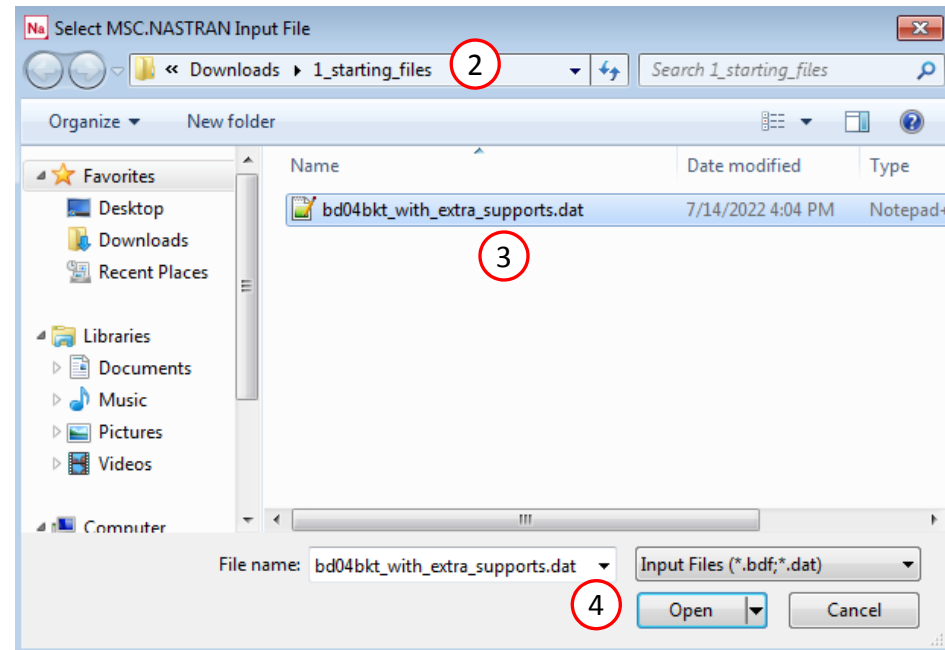 Na Select MSC.NASTRAN Input File
« Downloads ▸ 1_starting_files 2 Search 1_starting_files
Organize ▼ New folder
Name Date modified Type
Favorites
Desktop
Downloads
Recent Places
Libraries
Documents
Music
Pictures
Videos
Computer
bd04bkt_with_extra_supports.dat 7/14/2022 4:04 PM Notepad+
3
File name: bd04bkt_with_extra_supports.dat Input Files (*.bdf;*.dat)
4 Open Cancel